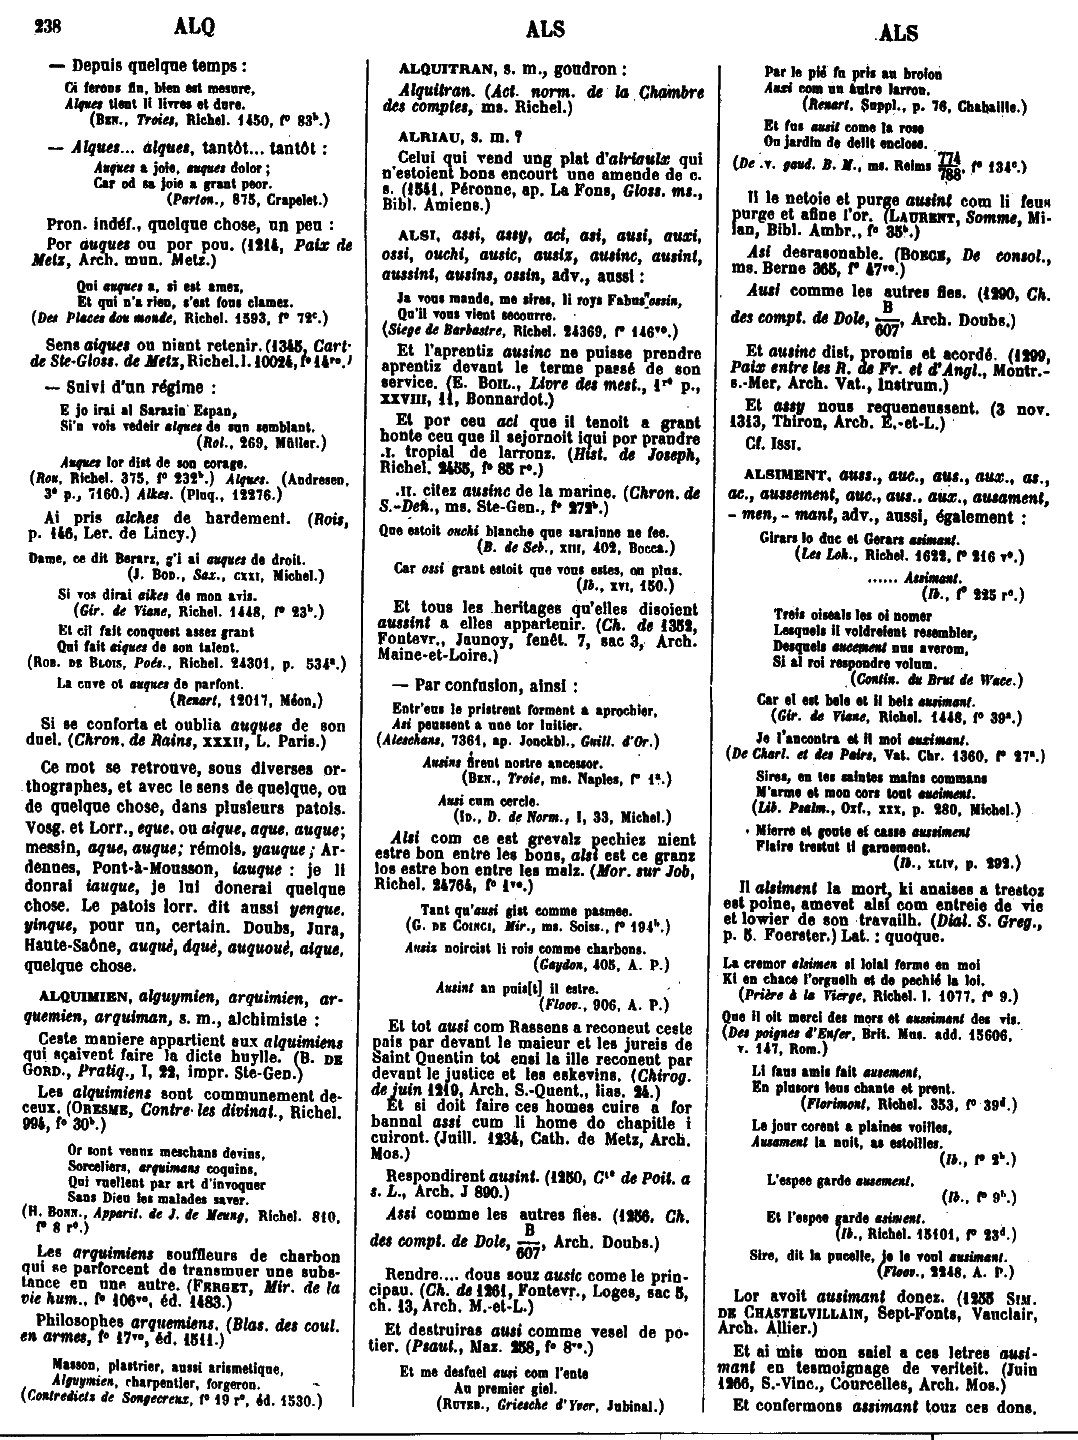 238
ALQ
ALS
ALS
— Depuis quelque temps :
Ci ferons fin, bien est mesure,
Alques tient li livres et dure.
(BEN., Troies, Richel. 1450, f° 83b.)
— Alques... alques, tantôt... tantôt :
Auques a joie, auques dolor ;
Car od sa joie a grant peor.
(Parton., 875, Crapelet.)
Pron. indéf., quelque chose, un peu :
Por auques ou por pou. (1214, Paix de
Metz, Arch. mun. Metz.)
Qui auques a, si est amez,
Et qui n'a rien, s'est fous clamez.
(Des Places dou monde, Richel. 1593, f° 72c.)
Sens aiques ou niant retenir. (1345, Cart.
de Ste-Gloss. de Metz, Richel. l. 10024, f° 14ro.)
— Suivi d'un régime :
E jo irai al Sarazin Espan,
Si'n vois vedeir alques de sun semblant.
(Rol., 269, Müller.)
Auques lor dist de son corage.
(Rou, Richel. 375, f° 232b.) Alques. (Andresen,
3e p., 7160.) Alkes. (Pluq., 12276.)
Ai pris alches de hardement. (Rois,
p. 146, Ler. de Lincy.)
Dame, ce dit Berarz, g'i ai auques de droit.
(J. BOD., Sax., CXXI, Michel.)
Si vos dirai aikes de mon avis.
(Gir. de Viane, Richel. 1448, f° 23b.)
Et cil fait conquest assez grant
Qui fait aiques de son talent.
(ROB. DE BLOIS, Poés., Richel. 24301, p. 534a.)
La cuve ot auques de parfont.
(Renart, 12017, Méon.)
Si se conforta et oublia auques de son
duel. (Chron. de Rains, XXXII, L. Paris.)
Ce mot se retrouve, sous diverses or-
thographes, et avec le sens de quelque, ou
de quelque chose, dans plusieurs patois.
Vosg. et Lorr., eque, ou aique, aque, auque;
messin, aque, auque; rémois, yauque ; Ar-
dennes, Pont-à-Mousson, iauque : je li
donrai iauque, je lui donerai quelque
chose. Le patois lorr. dit aussi yenque,
yinque, pour un, certain. Doubs, Jura,
Haute-Saône, auquè, áquè, auquouè, aique,
quelque chose.
ALQUIMIEN, alguymien, arquimien, ar-
quemien, arquiman, s. m., alchimiste :
Ceste maniere appartient aux alquimiens
qui sçaivent faire la dicte huylle. (B. DE
GORD., Pratiq., I, 22, impr. Ste-Gen.)
Les alquimiens sont communement de-
ceux. (ORESME, Contre les divinat., Richel.
994, f° 30b.)
Or sont venuz meschans devins,
Sorceliers, arquimans coquins,
Qui vuellent par art d'invoquer
Sans Dieu les malades saver.
(H. BONN., Apparit. de J. de Meung, Richel. 810,
f° 8 r°.)
Les arquimiens souffleurs de charbon
qui se parforcent de transmuer une subs-
tance en une autre. (FERGET, Mir. de la
vie hum., f° 106vo, éd. 1483.)
Philosophes arquemiens. (Blas. des coul.
en armes, f° 17vo, éd. 1511.)
Masson, plastrier, aussi arismetique,
Alguymien, charpentier, forgeron.
(Contredictz de Songecreux, f° 19 r°, éd. 1530.)
ALQUITRAN, s. m., goudron :
Alquitran. (Act. norm. de la Chambre
des comptes, ms. Richel.)
ALRIAU, s. m. ?
Celui qui vend ung plat d'alriaulx qui
n'estoient bons encourt une amende de c.
s. (1541, Péronne, ap. La Fons, Gloss. ms.,
Bibl. Amiens.)
ALSI, assi, assy, aci, asi, ausi, auxi,
ossi, ouchi, ausic, ausix, ausinc, ausint,
aussint, ausins, ossin, adv., aussi :
Ja vous mande, me sires, li roys Fabus ossin,
Qu'il vous vient secourre.
(Siege de Barbastre, Richel. 24369, f° 146vo.)
Et l'aprentiz ausinc ne puisse prendre
aprentiz devant le terme passé de son
service. (E. BOIL., Livre des mest., 1re p.,
XXVIII, 11, Bonnardot.)
Et por ceu aci que il tenoit a grant
honte ceu que il sejornoit iqui por prandre
.I. tropial de larronz. (Hist. de Joseph,
Richel. 2455, f° 85 r°.)
.II. citez ausinc de la marine. (Chron. de
S.-Den., ms. Ste-Gen., f° 272b.)
Que estoit ouchi blanche que sarainne ne fee.
(B. de Seb., XIII, 402, Bocca.)
Car ossi grant estoit que vous estes, ou plus.
(Ib., XVI, 150.)
Et tous les heritages qu'elles disoient
aussint a elles appartenir. (Ch. de 1352,
Fontevr., Jaunoy, fenêt. 7, sac 3, Arch.
Maine-et-Loire.)
— Par confusion, ainsi :
Entr'eus le pristrent forment a aprochier,
Asi peussent a une tor luitier.
(Aleschans, 7361, ap. Jonckbl., Guill. d'Or.)
Ausins firent nostre ancessor.
(BEN., Troie, ms. Naples, f° 1c.)
Ausi cum cercle.
(ID., D. de Norm., I, 33, Michel.)
Alsi com ce est grevalz pechiez nient
estre bon entre les bons, alsi est ce granz
los estre bon entre les malz. (Mor. sur Job,
Richel. 24764, f° 1vo.)
Tant qu'ausi gist comme pasmee.
(G. DE COINCI, Mir., ms. Soiss., f° 194b.)
Ausiz noircist li rois comme charbons.
(Gaydon, 405, A. P.)
Ausint an puis[t] il estre.
(Floov., 906, A. P.)
Et tot ausi com Rassens a reconeut ceste
pais par devant le maieur et les jureis de
Saint Quentin tot ensi la ille reconent par
devant le justice et les eskevins. (Chirog.
de juin 1219, Arch. S.-Quent., lias. 24.)
Et si doit faire ces homes cuire a for
bannal assi cum li home do chapitle i
cuiront. (Juill. 1234, Cath. de Metz, Arch.
Mos.)
Respondirent ausint. (1250, Cte de Poit. a
s. L., Arch. J 890.)
Assi comme les autres fies. (1256, Ch.
des compt. de Dole, B/607, Arch. Doubs.)
Rendre.... dous souz ausic come le prin-
cipau. (Ch. de 1261, Fontevr., Loges, sac 5,
ch. 13, Arch. M.-et-L.)
Et destruiras ausi comme vesel de po-
tier. (Psaut., Maz. 258, f° 8vo.)
Et me desfuel ausi com l'ente
Au premier giel.
(RUTEB., Griesche d'Yver, Jubinal.)
Par le pié fu pris au broion
Ausi com un autre larron.
(Renart, Suppl., p. 76, Chabaille.)
Et fus ausit come la rose
Ou jardin de delit enclose.
(De .v. gaud. B. M., ms. Reims 774/788, f° 134c.)
Il le netoie et purge ausint com li feus
purge et afine l'or. (LAURENT, Somme, Mi-
lan, Bibl. Ambr., f° 35b.)
Asi desrasonable. (BOECE, De consol.,
ms. Berne 365, f° 47vo.)
Ausi comme les autres fies. (1290, Ch.
des compt. de Dole, B/607, Arch. Doubs.)
Et ausinc dist, promis et acordé. (1299,
Paix entre les R. de Fr. et d'Angl., Montr.-
s.-Mer, Arch. Vat., Instrum.)
Et assy nous requeneussent. (3 nov.
1313, Thiron, Arch. E.-et-L.)
Cf. ISSI.
ALSIMENT, auss., auc., aus., aux., as.,
ac., aussement, auc., aus., aux., ausament,
- men, - mant, adv., aussi, également :
Girars lo duc et Gerars asimant.
(Les Loh., Richel. 1622, f° 216 v°.)
...... Assimant.
(Ib., f° 225 r°.)
Treis oiseals les oi nomer
Lesquels il voldreient resembler,
Desquels aucement nus averom,
Si al roi respondre volum.
(Contin. du Brut de Wace.)
Car el est bele et il belz ausimant.
(Gir. de Viane, Richel. 1448, f° 39a.)
Je l'ancontra et il moi auximant.
(De Charl. et des Pairs, Vat. Chr. 1360, f° 27a.)
Sires, en tes saintes mains commans
M'arme et mon cors tout auciment.
(Lib. Psalm., Oxf., XXX, p. 280, Michel.)
Mierre et goute et casse aussiment
Flaire trestut ti garnement.
(Ib., XLIV, p. 292.)
Il alsiment la mort, ki anaises a trestoz
est poine, amevet alsi com entreie de vie
et lowier de son travailh. (Dial. S. Greg.,
p. 5. Foerster.) Lat. : quoque.
La cremor alsimen si loial ferme en moi
Ki en chace l'orguelh et de pechié la loi.
(Prière à la Vierge, Richel. l. 1077, f° 9.)
Que il oit merci des mors et aussimant des vis.
(Des poignes d'Enfer, Brit. Mus. add. 15606,
v. 147, Rom.)
Li faus amis fait ausement,
En plusors leus chante et prent.
(Florimont, Richel. 353, f° 39d.)
Le jor corent a plaines voilles,
Ausament la noit, as estoilles.
(Ib., f° 2b.)
L'espee garde ausement.
(Ib., f° 9b.)
Et l'espee garde asiment.
(Ib., Richel. 15101, f° 23d.)
Sire, dit la pucelle, je le voul ausimant.
(Floov., 2248, A. P.)
Lor avoit ausimant donez. (1255 SIM.
DE CHASTELVILLAIN, Sept-Fonts, Vauclair,
Arch. Allier.)
Et ai mis mon saiel a ces letres ausi-
mant en tesmoignage de veriteit. (Juin
1266, S.-Vinc., Courcelles, Arch. Mos.)
Et confermons assimant touz ces dons.